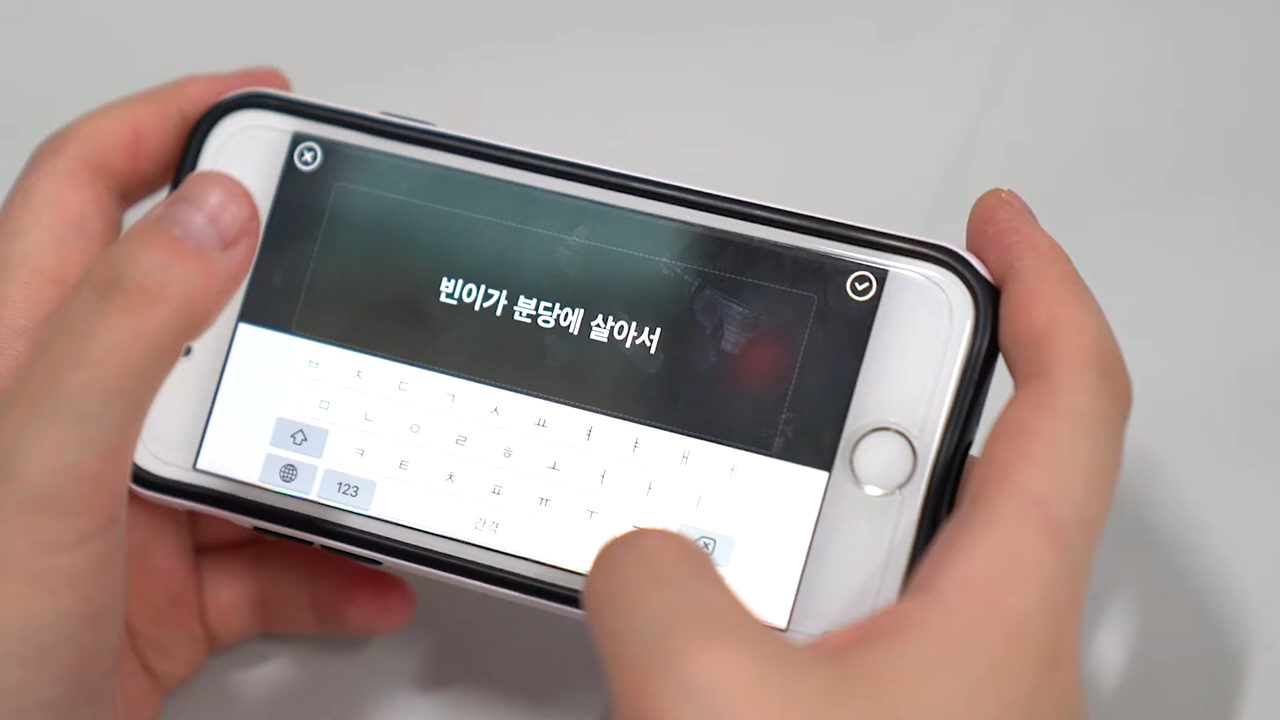 빈이가 분당에 살아서
ㅂ ㅈ ㄷ ㄱ ㅅ ㅛ ㅕ ㅑ ㅐ ㅔ
ㅁ ㄴ ㅇ ㄹ ㅎ ㅗ ㅓ ㅏ ㅣ
ㅋ ㅌ ㅊ ㅍ ㅠ ㅜ ㅡ
123 간격